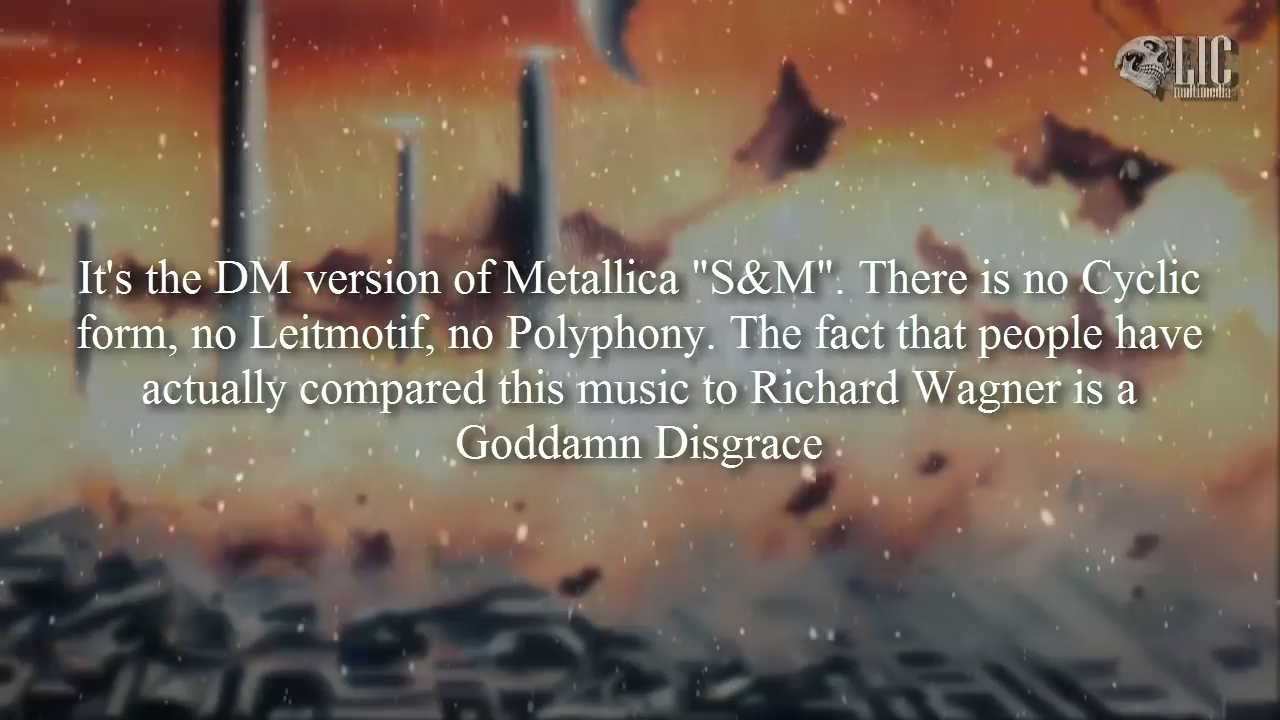 LIC
multimedia
It's the DM version of Metallica "S&M". There is no Cyclic
form, no Leitmotif, no Polyphony. The fact that people have
actually compared this music to Richard Wagner is a
Goddamn Disgrace